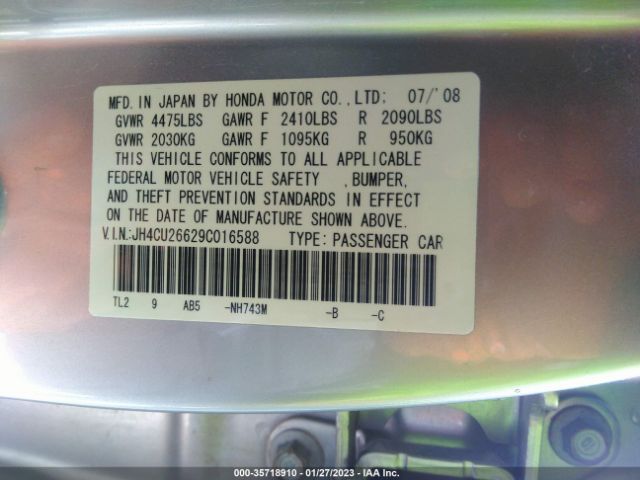 MFD. IN JAPAN BY HONDA MOTOR CO., LTD: 07/'08
GVWR 4475LBS GAWR F 2410LBS R 2090LBS
GVWR 2030KG GAWR F 1095KG R 950KG
THIS VEHICLE CONFORMS TO ALL APPLICABLE
FEDERAL MOTOR VEHICLE SAFETY , BUMPER,
AND THEFT PREVENTION STANDARDS IN EFFECT
ON THE DATE OF MANUFACTURE SHOWN ABOVE.
V.I.N.:JH4CU26629C016588 TYPE: PASSENGER CAR
TL2 9 AB5 -NH743M -B -C
000-35718910 - 01/27/2023 - IAA Inc.